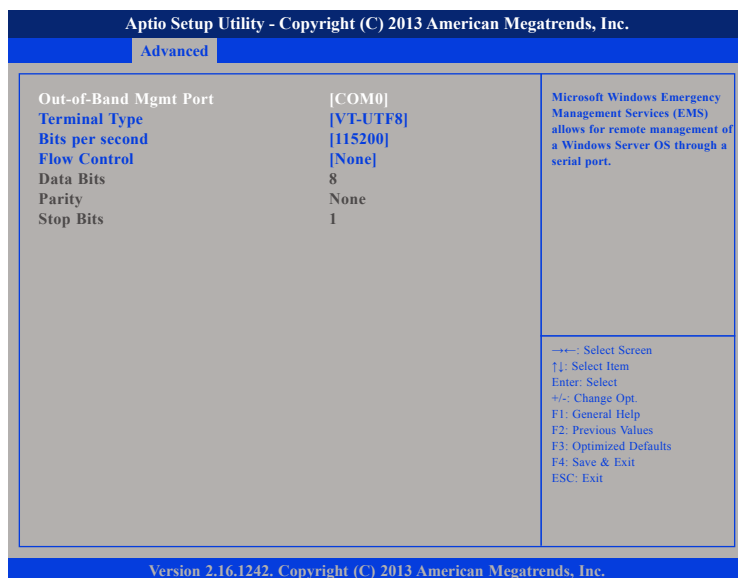 Aptio Setup Utility - Copyright (C) 2013 American Megatrends, Inc.
Advanced
Out-of-Band Mgmt Port [COM0]
Terminal Type [VT-UTF8]
Bits per second [115200]
Flow Control [None]
Data Bits 8
Parity None
Stop Bits 1
Microsoft Windows Emergency
Management Services (EMS)
allows for remote management of
a Windows Server OS through a
serial port.
→←: Select Screen
↑↓: Select Item
Enter: Select
+/-: Change Opt.
F1: General Help
F2: Previous Values
F3: Optimized Defaults
F4: Save & Exit
ESC: Exit
Version 2.16.1242. Copyright (C) 2013 American Megatrends, Inc.